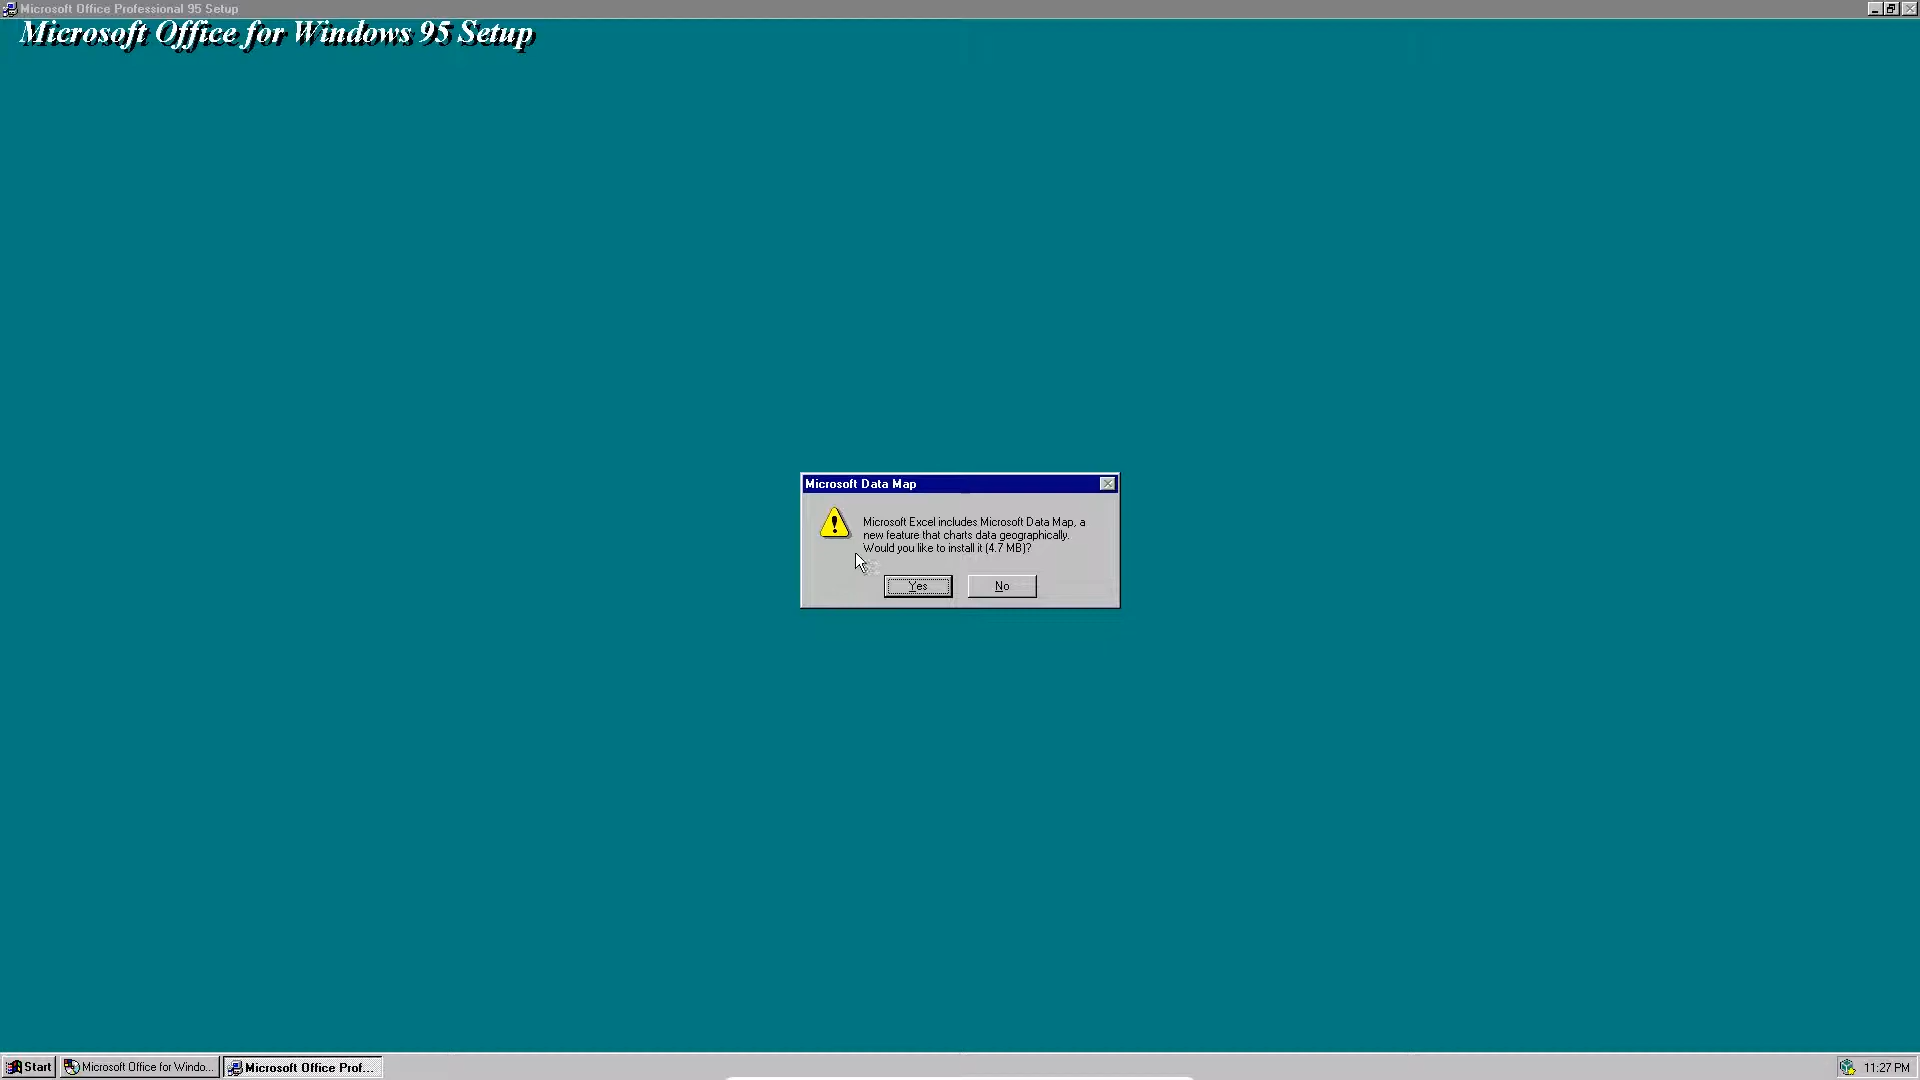 Microsoft Office Professional 95 Setup
Microsoft Office for Windows 95 Setup
Microsoft Data Map
Microsoft Excel includes Microsoft Data Map, a
new feature that charts data geographically.
Would you like to install it (4.7 MB)?
Yes
No
Start
Microsoft Office for Windo...
Microsoft Office Prof...
11:27 PM